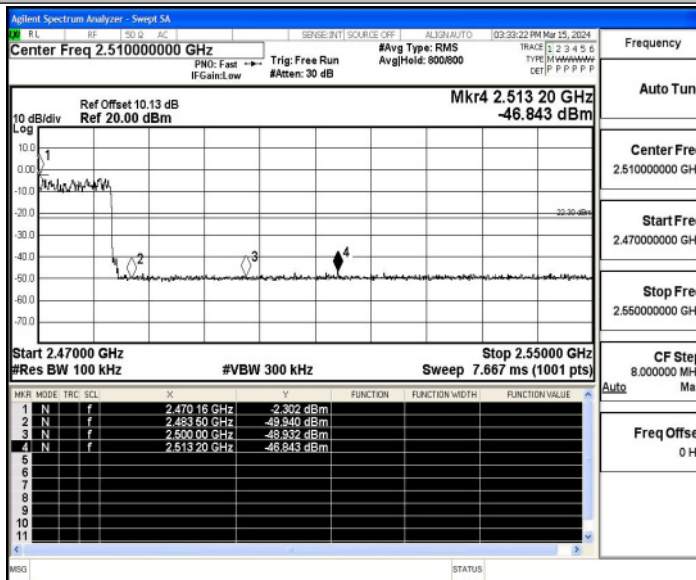 Agilent Spectrum Analyzer - Swept SA
RL RF 50 Ω AC SENSE:INT SOURCE OFF ALIGNAUTO 03:33:22 PM Mar 15, 2024
Center Freq 2.510000000 GHz
PNO: Fast
IFGain:Low
Trig: Free Run
#Atten: 30 dB
#Avg Type: RMS
Avg|Hold: 800/800
TRACE 1 2 3 4 5 6
TYPE M
DET P P P P P P
Ref Offset 10.13 dB
Ref 20.00 dBm
10 dB/div
Log
Mkr4 2.513 20 GHz
-46.843 dBm
10.0
0.00
-10.0
-20.0
-30.0
-40.0
-50.0
-60.0
-70.0
1
2
3
4
Start 2.47000 GHz
#Res BW 100 kHz
#VBW 300 kHz
Stop 2.55000 GHz
Sweep 7.667 ms (1001 pts)
MKR MODE TRC SCL X Y FUNCTION FUNCTION WIDTH FUNCTION VALUE
1 N f 2.470 16 GHz -2.302 dBm
2 N f 2.483 50 GHz -49.940 dBm
3 N f 2.500 00 GHz -48.932 dBm
4 N f 2.513 20 GHz -46.843 dBm
5
6
7
8
9
10
11
MSG
STATUS
Frequency
Auto Tun
Center Fre
2.510000000 GH
Start Fre
2.470000000 GH
Stop Fre
2.550000000 GH
CF Step
8.000000 MH
Auto Ma
Freq Offse
0 H